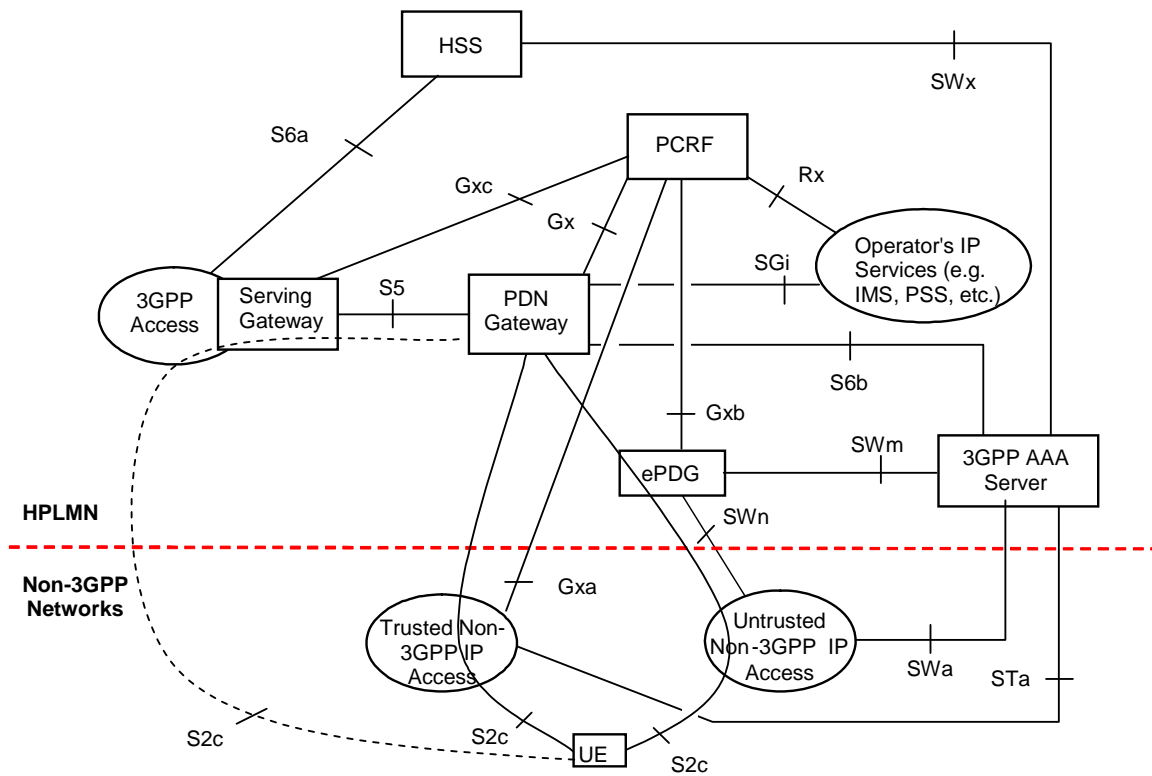 HSS
SWx
S6a
PCRF
Rx
Gxc
Gx
Operator's IP
Services (e.g.
IMS, PSS, etc.)
SGi
3GPP
Access
Serving
Gateway
S5
PDN
Gateway
S6b
Gxb
SWm
3GPP AAA
Server
ePDG
HPLMN
SWn
Non-3GPP
Networks
Gxa
Trusted Non-
3GPP IP
Access
Untrusted
Non-3GPP IP
Access
SWa
STa
S2c
S2c
UE
S2c